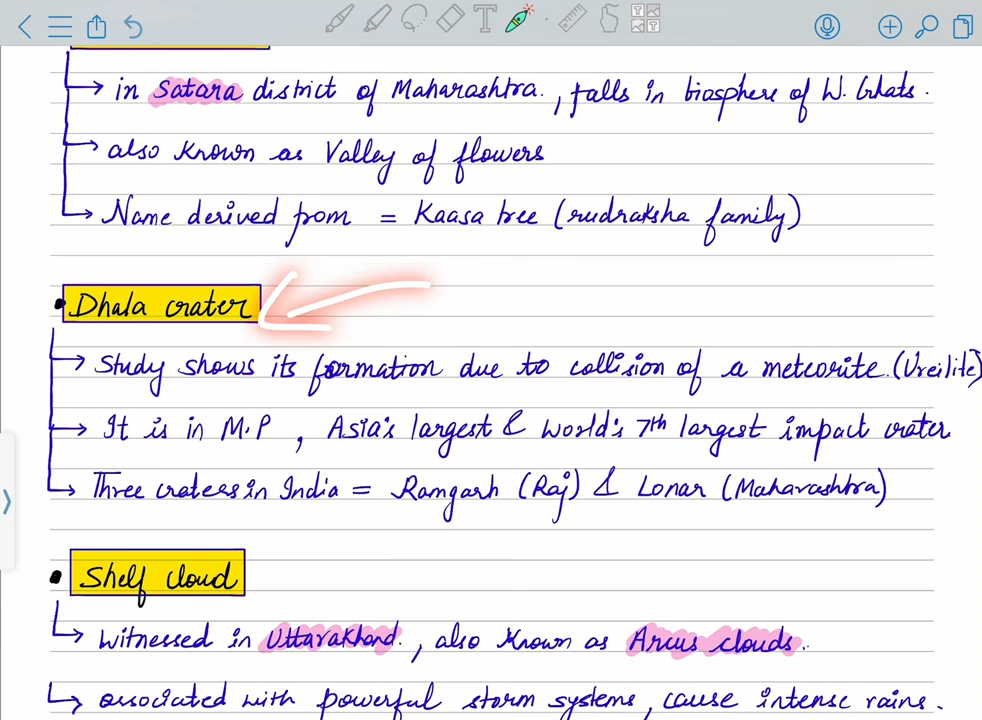 in Satara district of Maharashtra., falls in biosphere of W. Ghats.
also known as Valley of flowers
Name derived from = Kaasa tree (rudraksha family)
• Dhala crater
Study shows its formation due to collision of a meteorite. (Ureilite)
It is in M.P, Asia's largest & World's 7th largest impact crater
Three craters in India = Ramgarh (Raj) & Lonar (Maharashtra)
• Shelf cloud
Witnessed in Uttarakhand., also known as Arcus clouds.
associated with powerful storm systems, cause intense rains.